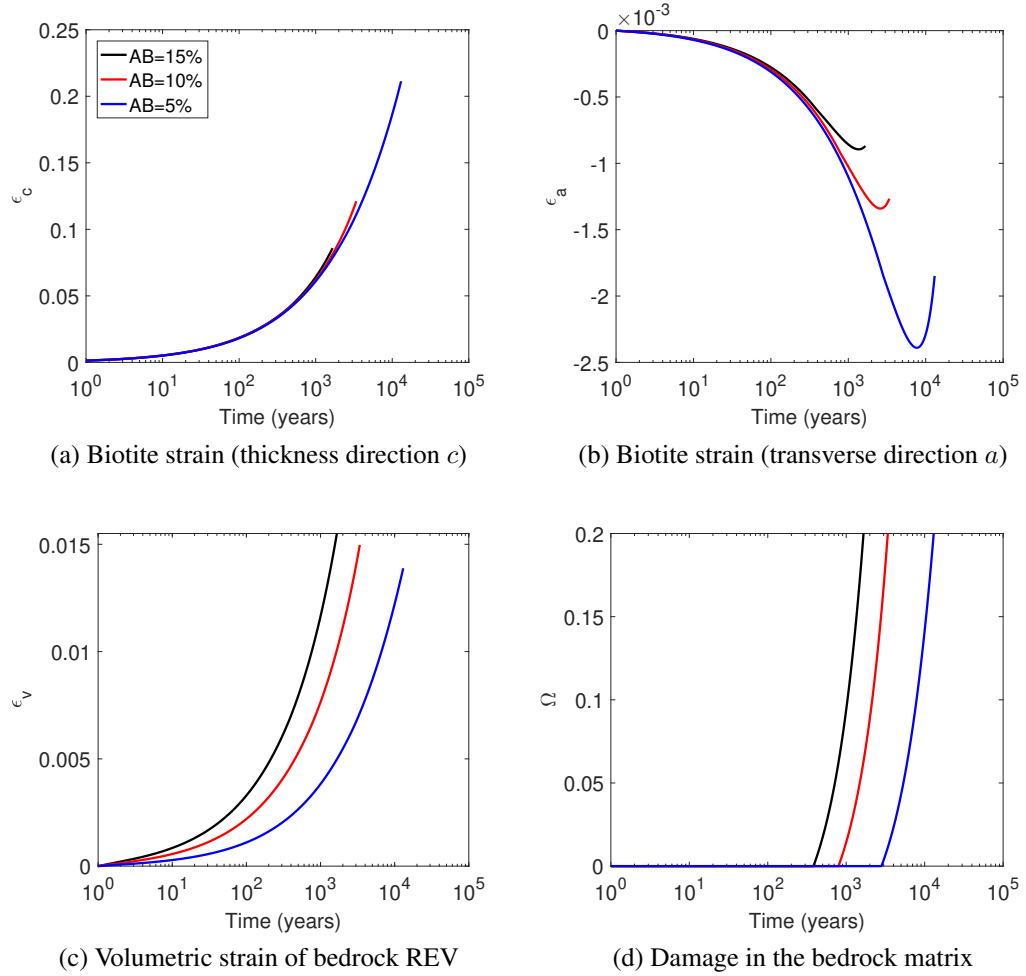 0.25
0.2
0.15
0.1
0.05
0
ϵ_c
AB=15%
AB=10%
AB=5%
10^0 10^1 10^2 10^3 10^4 10^5
Time (years)
(a) Biotite strain (thickness direction c)
×10^-3
0
-0.5
-1
-1.5
-2
-2.5
ϵ_a
10^0 10^1 10^2 10^3 10^4 10^5
Time (years)
(b) Biotite strain (transverse direction a)
0.015
0.01
0.005
0
ϵ_v
10^0 10^1 10^2 10^3 10^4 10^5
Time (years)
(c) Volumetric strain of bedrock REV
0.2
0.15
0.1
0.05
0
Ω
10^0 10^1 10^2 10^3 10^4 10^5
Time (years)
(d) Damage in the bedrock matrix